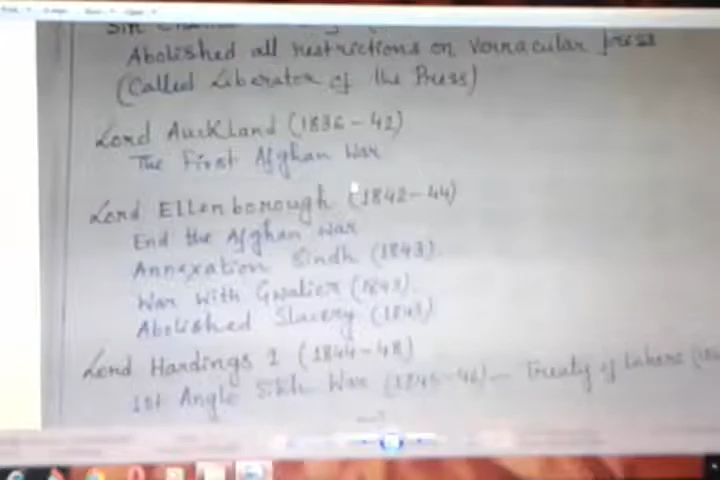 Abolished all restrictions on Vernacular press
(Called Liberator of the Press)
Lord Auckland (1836-42)
The First Afghan War
Lord Ellenborough (1842-44)
End the Afghan War
Annexation Sindh (1843).
War with Gwalior (1843).
Abolished Slavery (1843)
Lord Hardings 1 (1844-48)
1st Anglo Sikh War (1845-46) - Treaty of Lahore